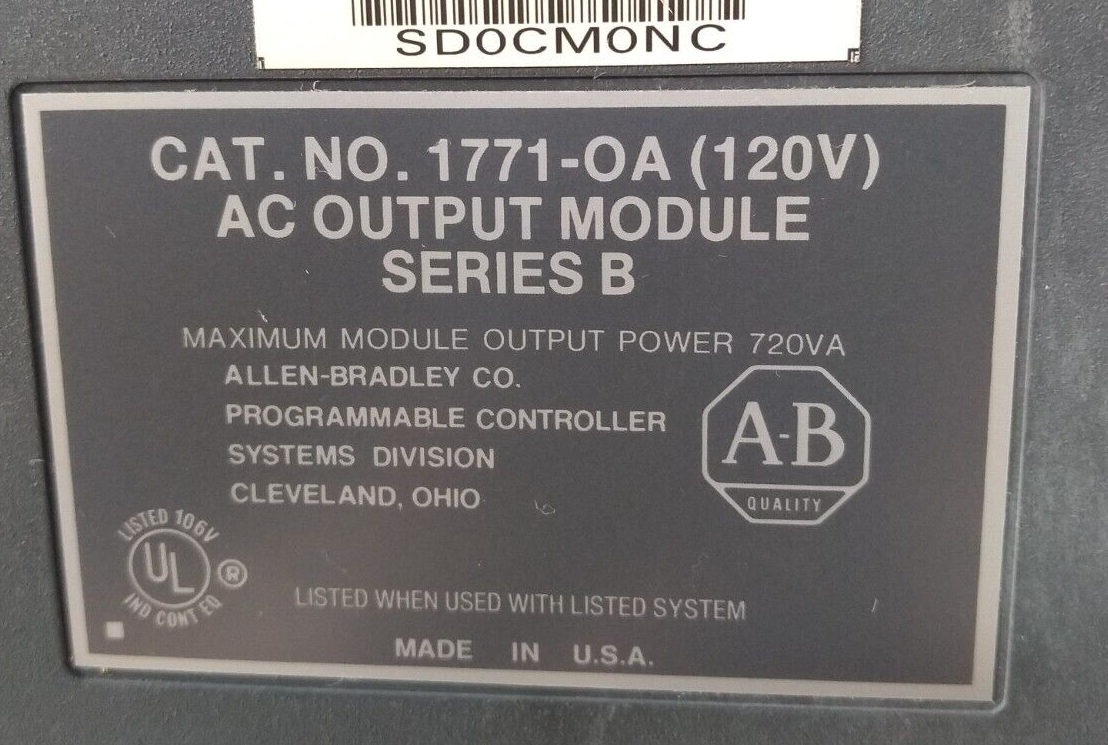 SD0CM0NC
CAT. NO. 1771-OA (120V)
AC OUTPUT MODULE
SERIES B
MAXIMUM MODULE OUTPUT POWER 720VA
ALLEN-BRADLEY CO.
PROGRAMMABLE CONTROLLER
SYSTEMS DIVISION
CLEVELAND, OHIO
A-B
QUALITY
LISTED 106V
UL ®
IND CONT EQ
LISTED WHEN USED WITH LISTED SYSTEM
MADE IN U.S.A.